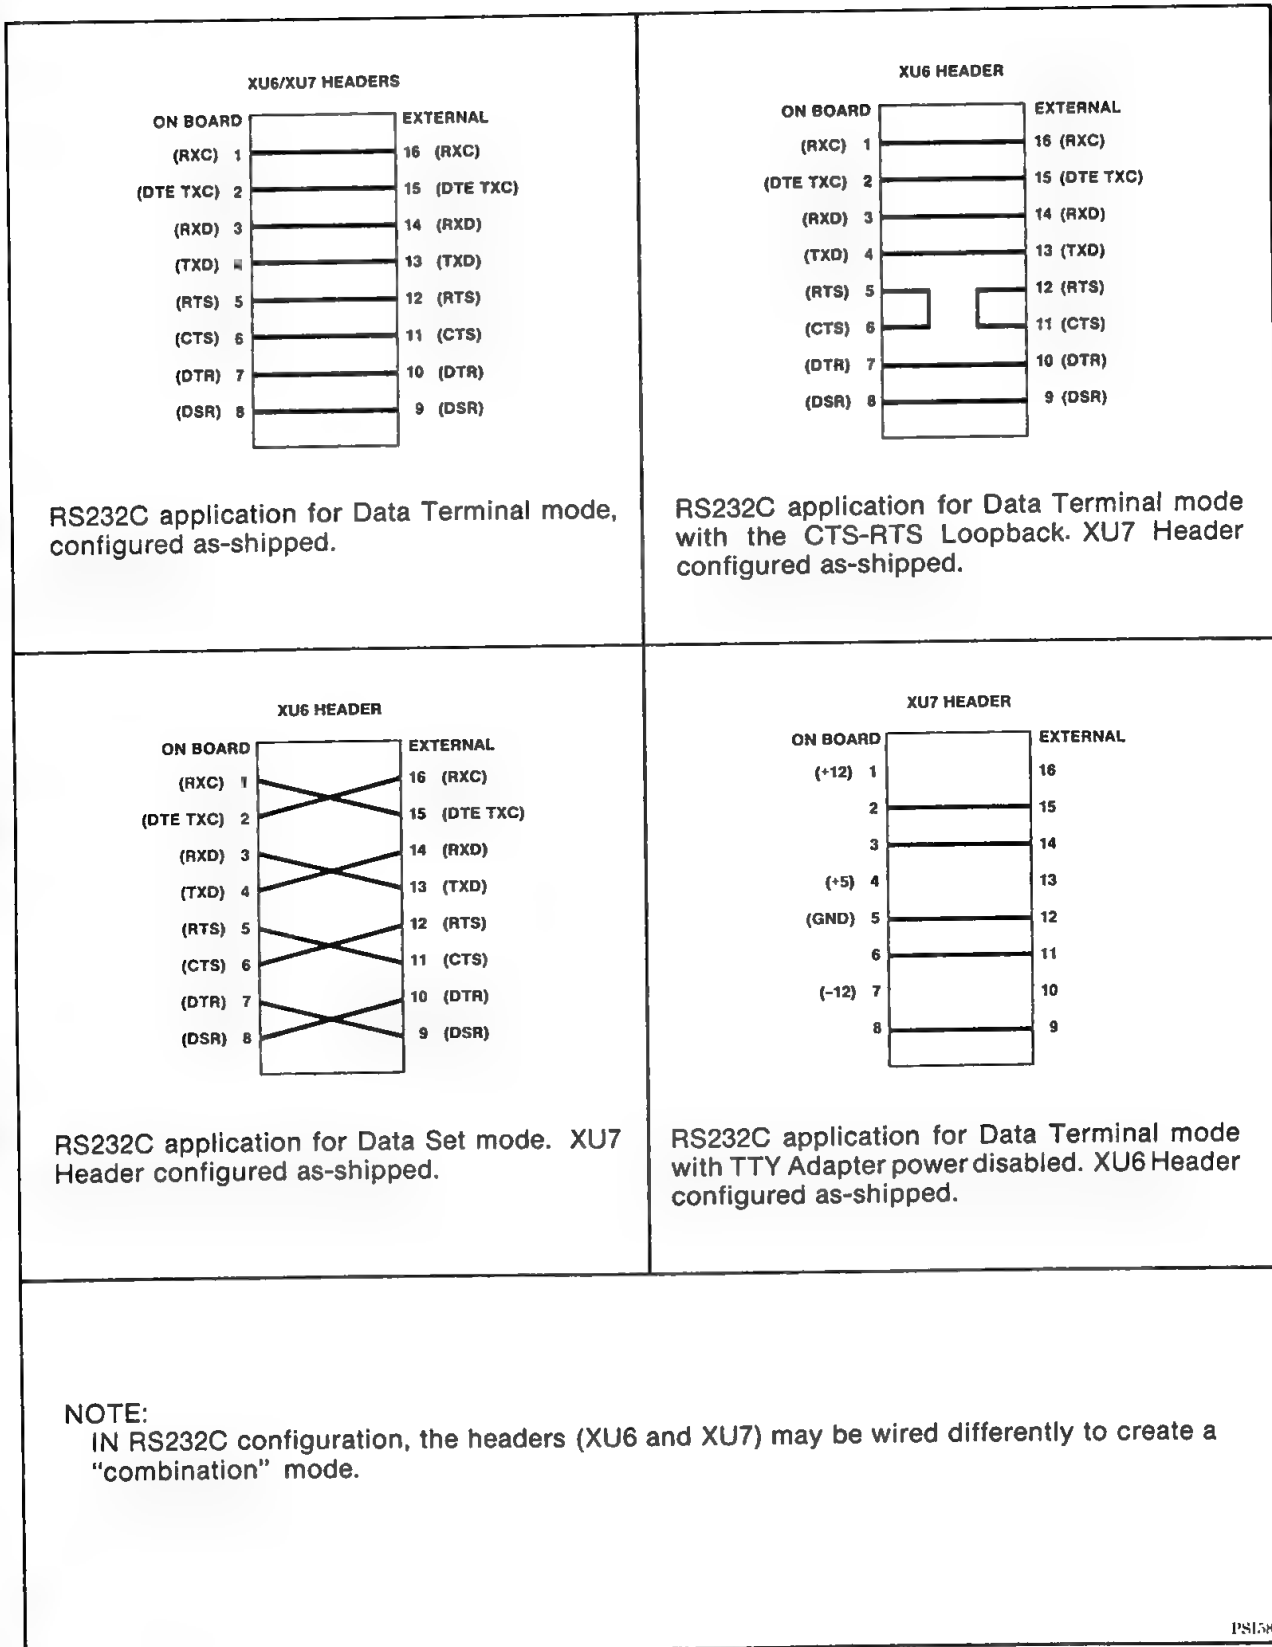 XU6/XU7 HEADERS
ON BOARD EXTERNAL
(RXC) 1 16 (RXC)
(DTE TXC) 2 15 (DTE TXC)
(RXD) 3 14 (RXD)
(TXD) 13 (TXD)
(RTS) 5 12 (RTS)
(CTS) 6 11 (CTS)
(DTR) 7 10 (DTR)
(DSR) 8 9 (DSR)
RS232C application for Data Terminal mode,
configured as-shipped.
XU6 HEADER
ON BOARD EXTERNAL
(RXC) 1 16 (RXC)
(DTE TXC) 2 15 (DTE TXC)
(RXD) 3 14 (RXD)
(TXD) 4 13 (TXD)
(RTS) 5 12 (RTS)
(CTS) 6 11 (CTS)
(DTR) 7 10 (DTR)
(DSR) 8 9 (DSR)
RS232C application for Data Terminal mode
with the CTS-RTS Loopback. XU7 Header
configured as-shipped.
XU6 HEADER
ON BOARD EXTERNAL
(RXC) 1 16 (RXC)
(DTE TXC) 2 15 (DTE TXC)
(RXD) 3 14 (RXD)
(TXD) 4 13 (TXD)
(RTS) 5 12 (RTS)
(CTS) 6 11 (CTS)
(DTR) 7 10 (DTR)
(DSR) 8 9 (DSR)
RS232C application for Data Set mode. XU7
Header configured as-shipped.
XU7 HEADER
ON BOARD EXTERNAL
(+12) 1 16
2 15
3 14
(+5) 4 13
(GND) 5 12
6 11
(-12) 7 10
8 9
RS232C application for Data Terminal mode
with TTY Adapter power disabled. XU6 Header
configured as-shipped.
NOTE:
IN RS232C configuration, the headers (XU6 and XU7) may be wired differently to create a
"combination" mode.